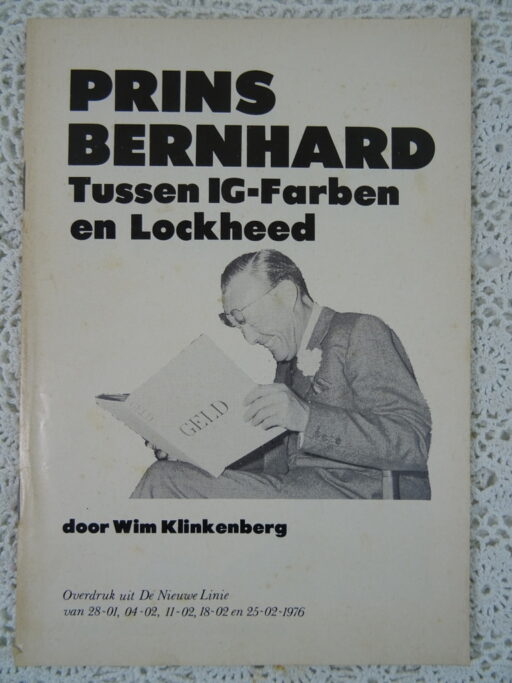 PRINS
BERNHARD
Tussen IG-Farben
en Lockheed
GELD
GELD
door Wim Klinkenberg
Overdruk uit De Nieuwe Linie
van 28-01, 04-02, 11-02, 18-02 en 25-02-1976